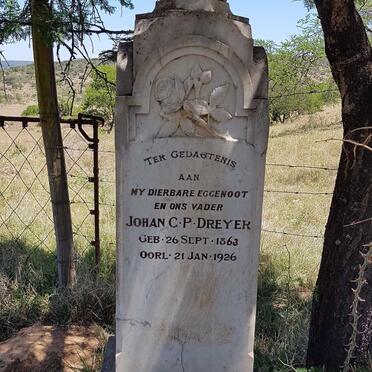 TER GEDAGTENIS
AAN
MY DIERBARE EGGENOOT
EN ONS VADER
JOHAN C·P·DREYER
GEB·26 SEPT·1863
OORL·21 JAN·1926